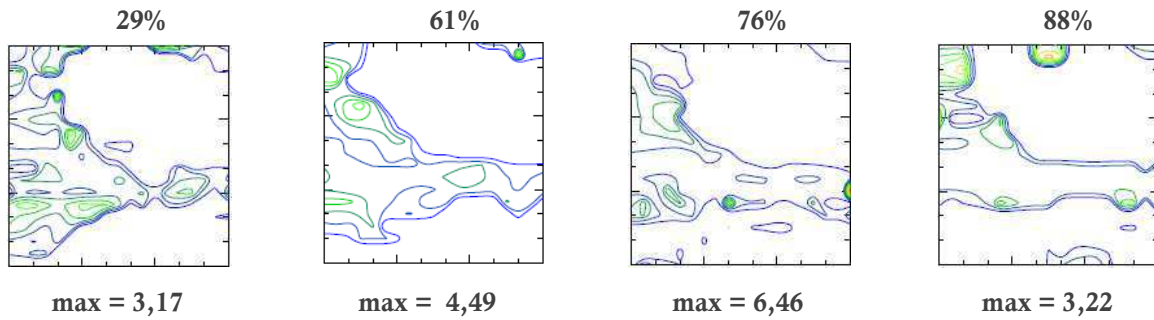 29% 61% 76% 88%
max = 3,17 max = 4,49 max = 6,46 max = 3,22